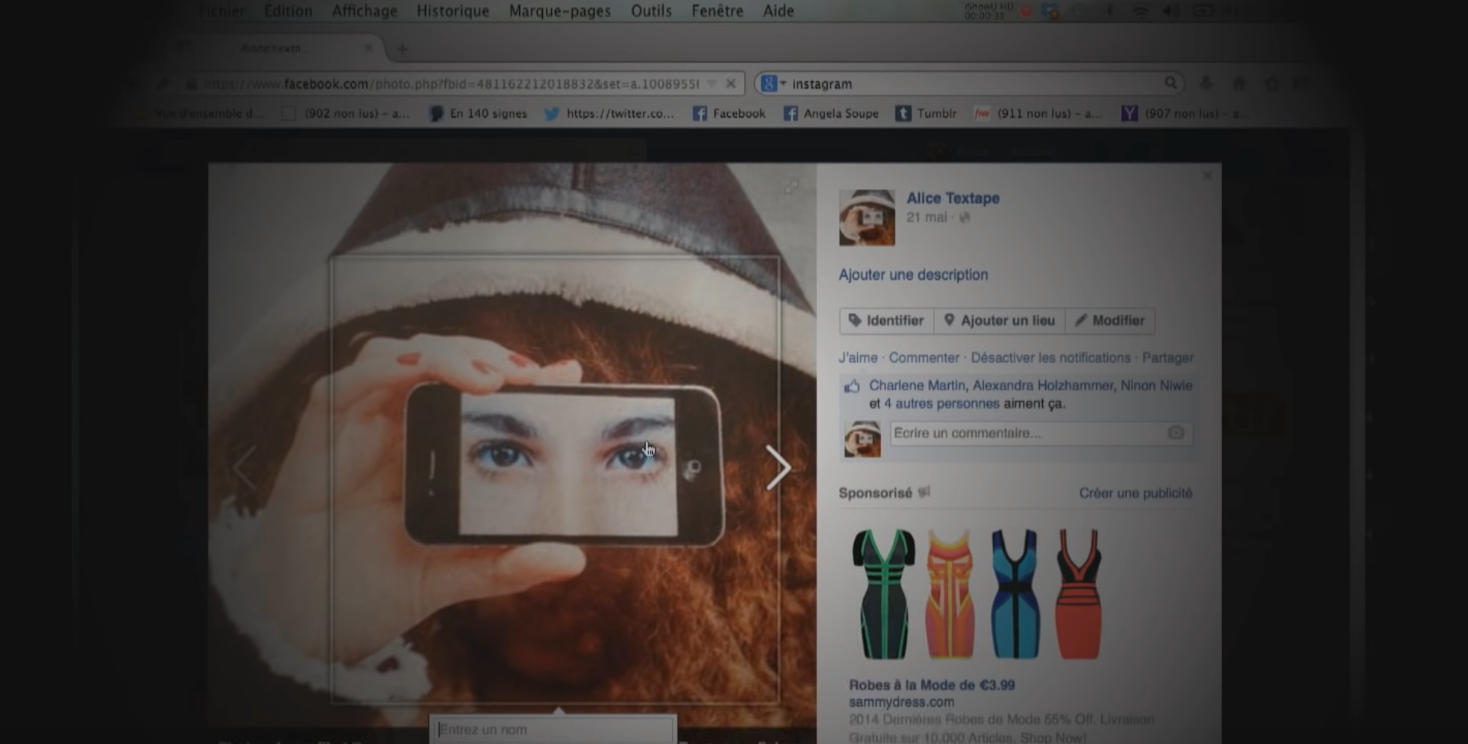 Fichier Edition Affichage Historique Marque-pages Outils Fenêtre Aide
iShowU HD
00:00:31
https://www.facebook.com/photo.php?fbid=481162212018832&set=a.1008955
instagram
Vue d'ensemble d... (902 non lus) – a... En 140 signes https://twitter.co... Facebook Angela Soupe Tumblr (911 non lus) – a... (907 non lus) – a...
Alice Textape
21 mai
Ajouter une description
Identifier Ajouter un lieu Modifier
J'aime · Commenter · Désactiver les notifications · Partager
Charlene Martin, Alexandra Holzhammer, Ninon Niwie
et 4 autres personnes aiment ça.
Ecrire un commentaire...
Sponsorisé Créer une publicité
Robes à la Mode de €3.99
sammydress.com
2014 Dernières Robes de Mode 55% Off, Livraison
Gratuite sur 10,000 Articles, Shop Now!
Entrez un nom